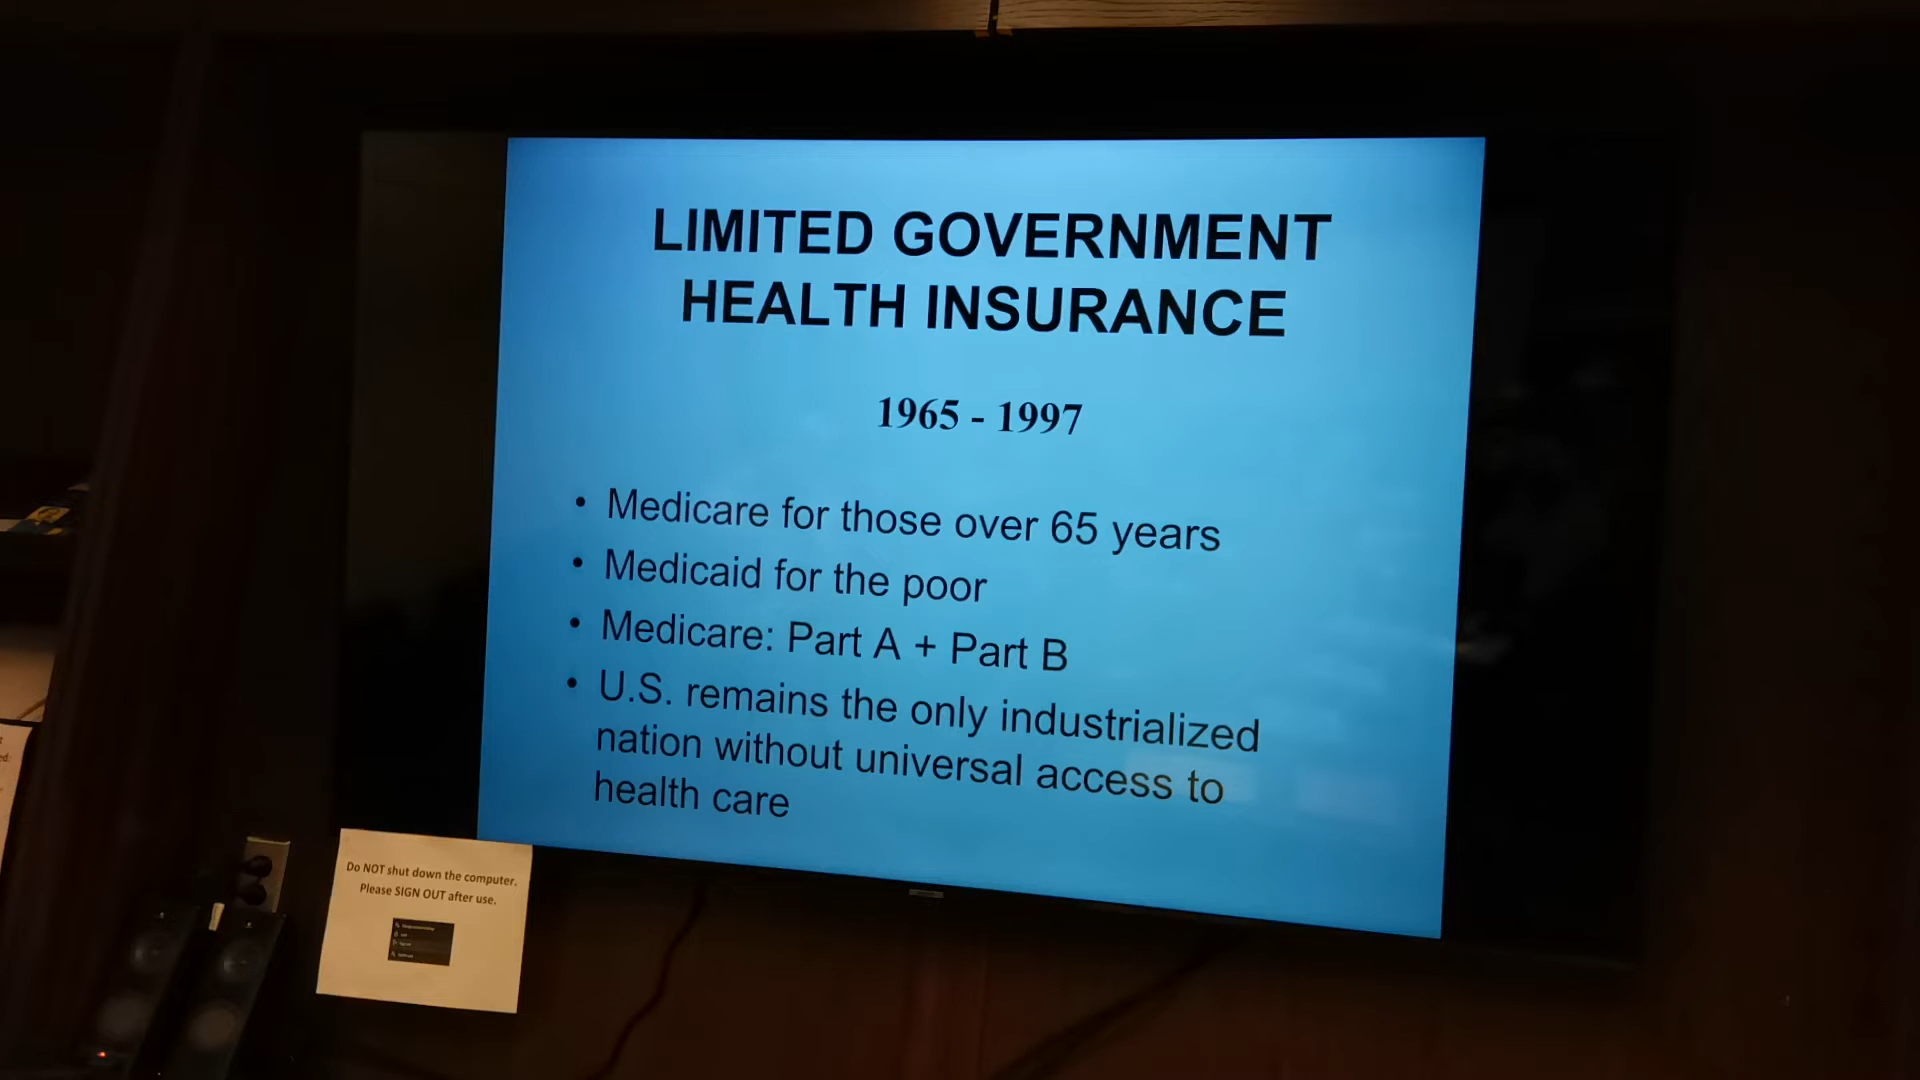 LIMITED GOVERNMENT
HEALTH INSURANCE
1965 - 1997
• Medicare for those over 65 years
• Medicaid for the poor
• Medicare: Part A + Part B
• U.S. remains the only industrialized
nation without universal access to
health care
Do NOT shut down the computer.
Please SIGN OUT after use.